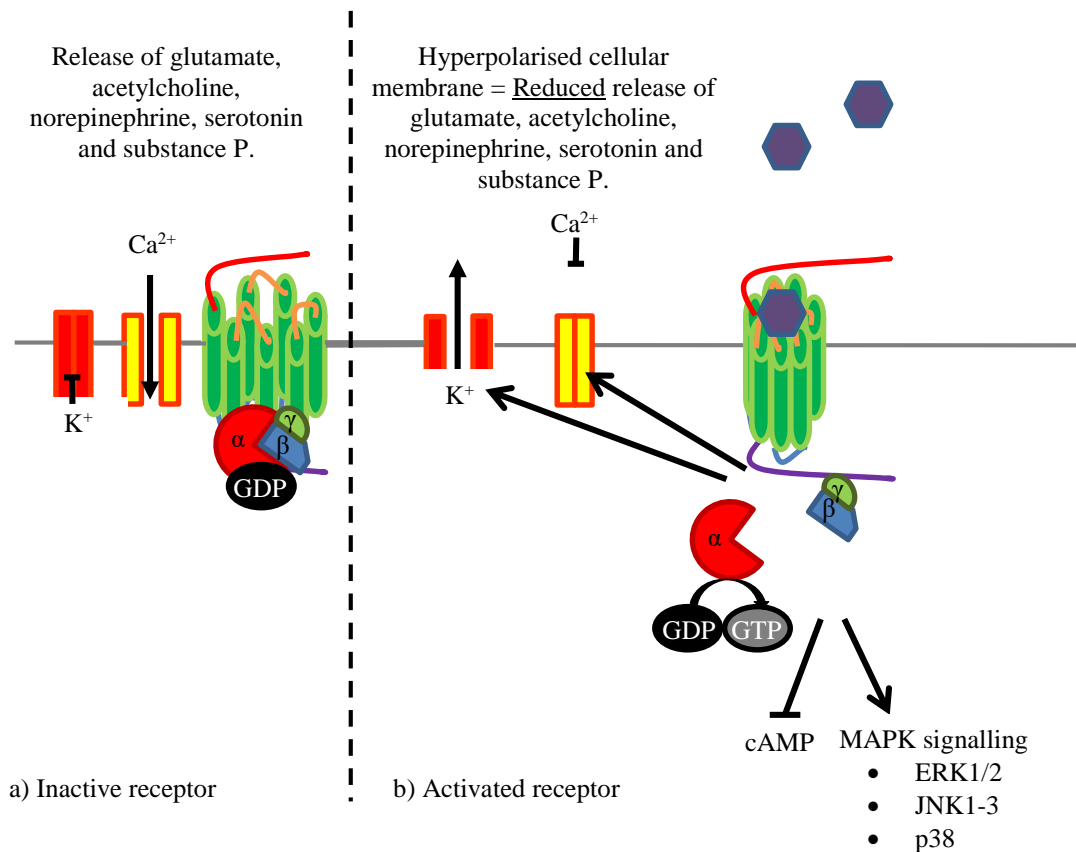 Release of glutamate,
acetylcholine,
norepinephrine, serotonin
and substance P.
Ca²⁺
K⁺
α
γ
β
GDP
a) Inactive receptor
Hyperpolarised cellular
membrane = Reduced release of
glutamate, acetylcholine,
norepinephrine, serotonin and
substance P.
Ca²⁺
K⁺
γ
β
α
GDP
GTP
cAMP
MAPK signalling
• ERK1/2
• JNK1-3
• p38
b) Activated receptor